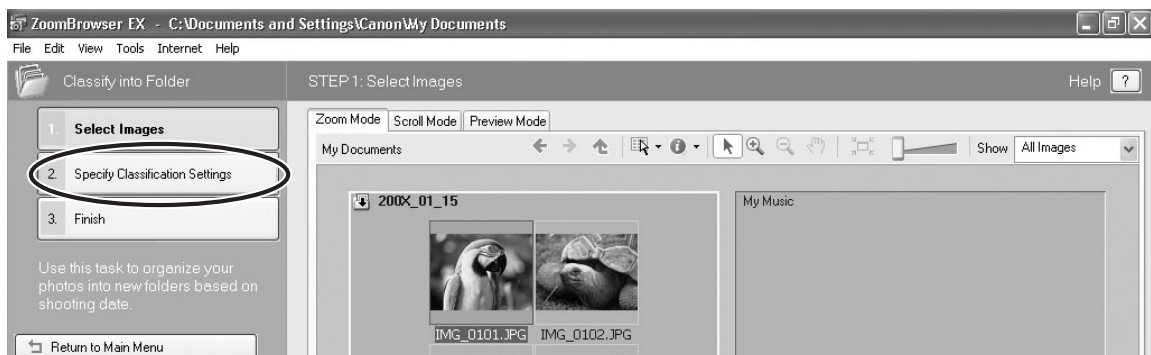 ZoomBrowser EX - C:\Documents and Settings\Canon\My Documents
File Edit View Tools Internet Help
Classify into Folder
STEP 1: Select Images
Help ?
1. Select Images
2. Specify Classification Settings
3. Finish
Use this task to organize your
photos into new folders based on
shooting date.
Return to Main Menu
Zoom Mode Scroll Mode Preview Mode
My Documents
Show All Images
200X_01_15
My Music
IMG_0101.JPG IMG_0102.JPG